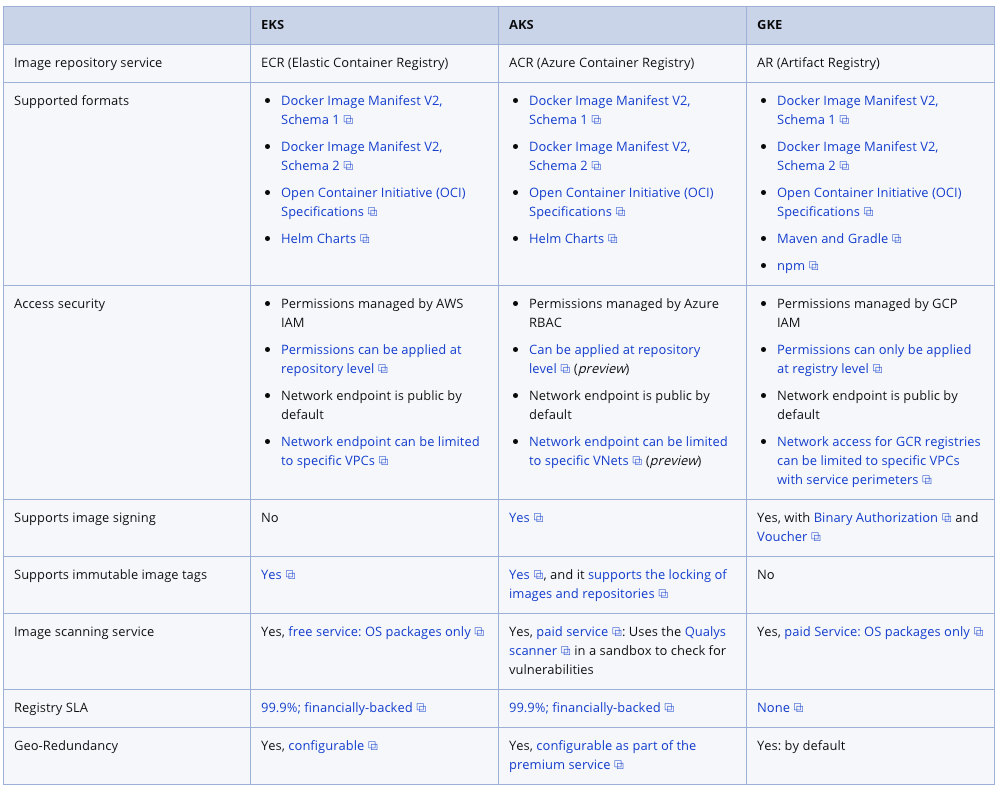 EKS AKS GKE
Image repository service ECR (Elastic Container Registry) ACR (Azure Container Registry) AR (Artifact Registry)
Supported formats
Docker Image Manifest V2,
Schema 1
Docker Image Manifest V2,
Schema 2
Open Container Initiative (OCI)
Specifications
Helm Charts
Docker Image Manifest V2,
Schema 1
Docker Image Manifest V2,
Schema 2
Open Container Initiative (OCI)
Specifications
Helm Charts
Docker Image Manifest V2,
Schema 1
Docker Image Manifest V2,
Schema 2
Open Container Initiative (OCI)
Specifications
Maven and Gradle
npm
Access security
Permissions managed by AWS
IAM
Permissions can be applied at
repository level
Network endpoint is public by
default
Network endpoint can be limited
to specific VPCs
Permissions managed by Azure
RBAC
Can be applied at repository
level (preview)
Network endpoint is public by
default
Network endpoint can be limited
to specific VNets (preview)
Permissions managed by GCP
IAM
Permissions can only be applied
at registry level
Network endpoint is public by
default
Network access for GCR registries
can be limited to specific VPCs
with service perimeters
Supports image signing
No
Yes
Yes, with Binary Authorization and
Voucher
Supports immutable image tags
Yes
Yes, and it supports the locking of
images and repositories
No
Image scanning service
Yes, free service: OS packages only
Yes, paid service: Uses the Qualys
scanner in a sandbox to check for
vulnerabilities
Yes, paid Service: OS packages only
Registry SLA
99.9%; financially-backed
99.9%; financially-backed
None
Geo-Redundancy
Yes, configurable
Yes, configurable as part of the
premium service
Yes: by default